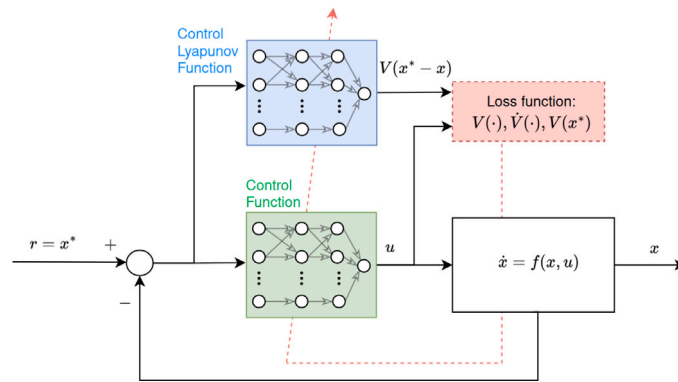 Control
Lyapunov
Function
V(x* − x)
Loss function:
V(·), V̇(·), V(x*)
Control
Function
r = x*
+
−
u
ẋ = f(x, u)
x